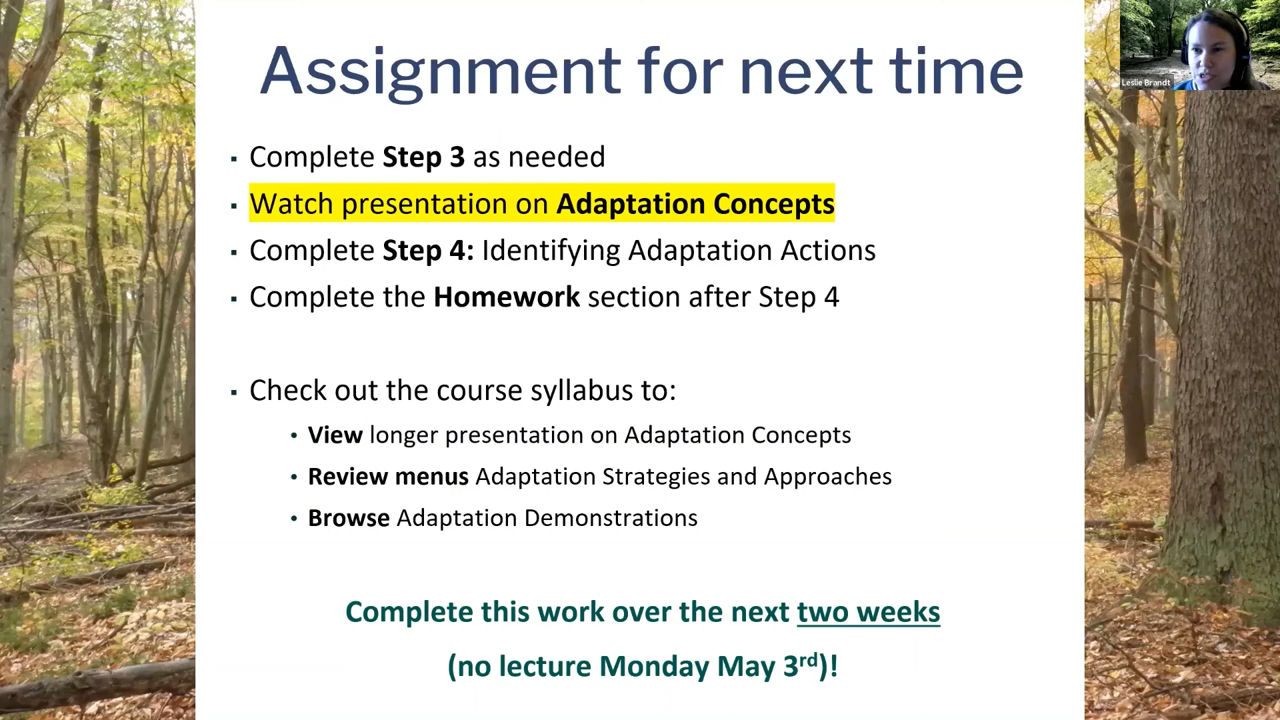 Assignment for next time
Leslie Brandt
▪ Complete Step 3 as needed
▪ Watch presentation on Adaptation Concepts
▪ Complete Step 4: Identifying Adaptation Actions
▪ Complete the Homework section after Step 4
▪ Check out the course syllabus to:
• View longer presentation on Adaptation Concepts
• Review menus Adaptation Strategies and Approaches
• Browse Adaptation Demonstrations
Complete this work over the next two weeks
(no lecture Monday May 3rd)!